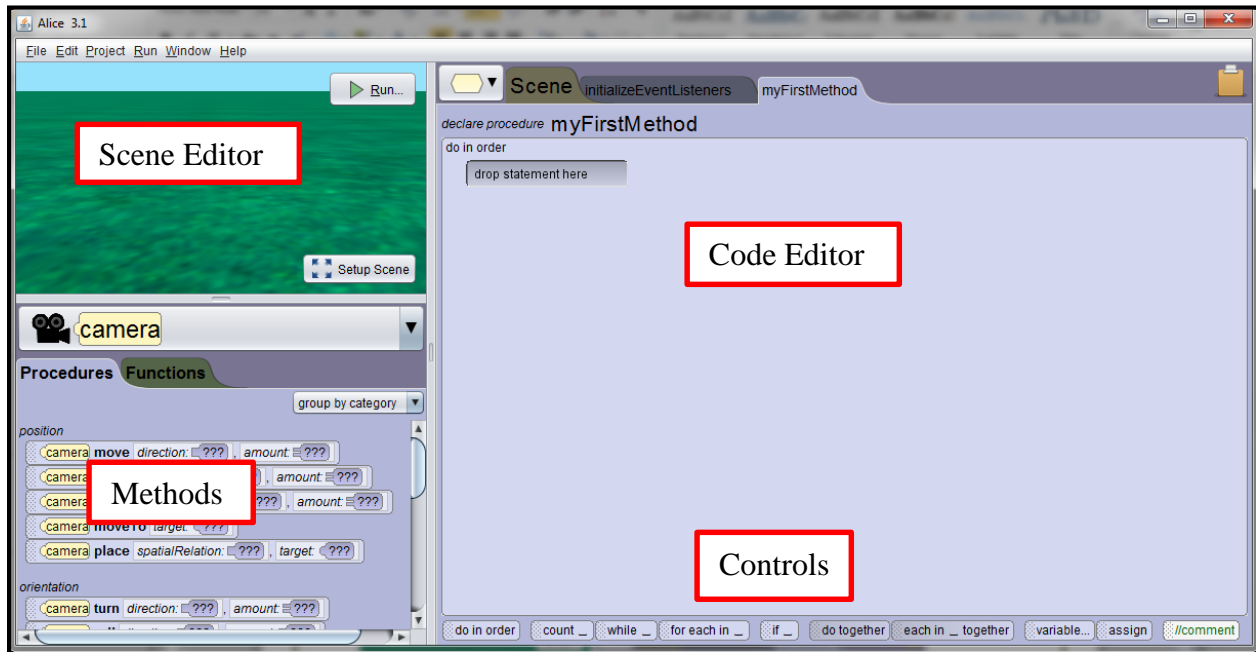 Alice 3.1
File Edit Project Run Window Help
Run...
Scene Editor
Setup Scene
camera
Procedures Functions
group by category
position
camera move direction: ??? , amount: ???
camera , amount: ???
camera ??? , amount: ???
camera moveTo target: ???
camera place spatialRelation: ??? , target: ???
Methods
orientation
camera turn direction: ??? , amount: ???
Scene initializeEventListeners myFirstMethod
declare procedure myFirstMethod
do in order
drop statement here
Code Editor
Controls
do in order count _ while _ for each in _ if _ do together each in _ together variable... assign //comment